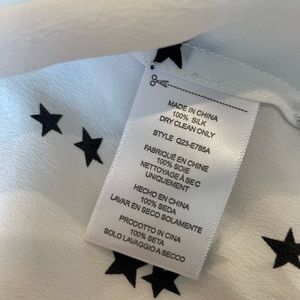 MADE IN CHINA
100% SILK
DRY CLEAN ONLY
STYLE Q23-E785A
FABRIQUÉ EN CHINE
100% SOIE
NETTOYAGE À SEC
UNIQUEMENT
HECHO EN CHINA
100% SEDA
LAVAR EN SECO SOLAMENTE
PRODOTTO IN CINA
100% SETA
SOLO LAVAGGIO A SECCO